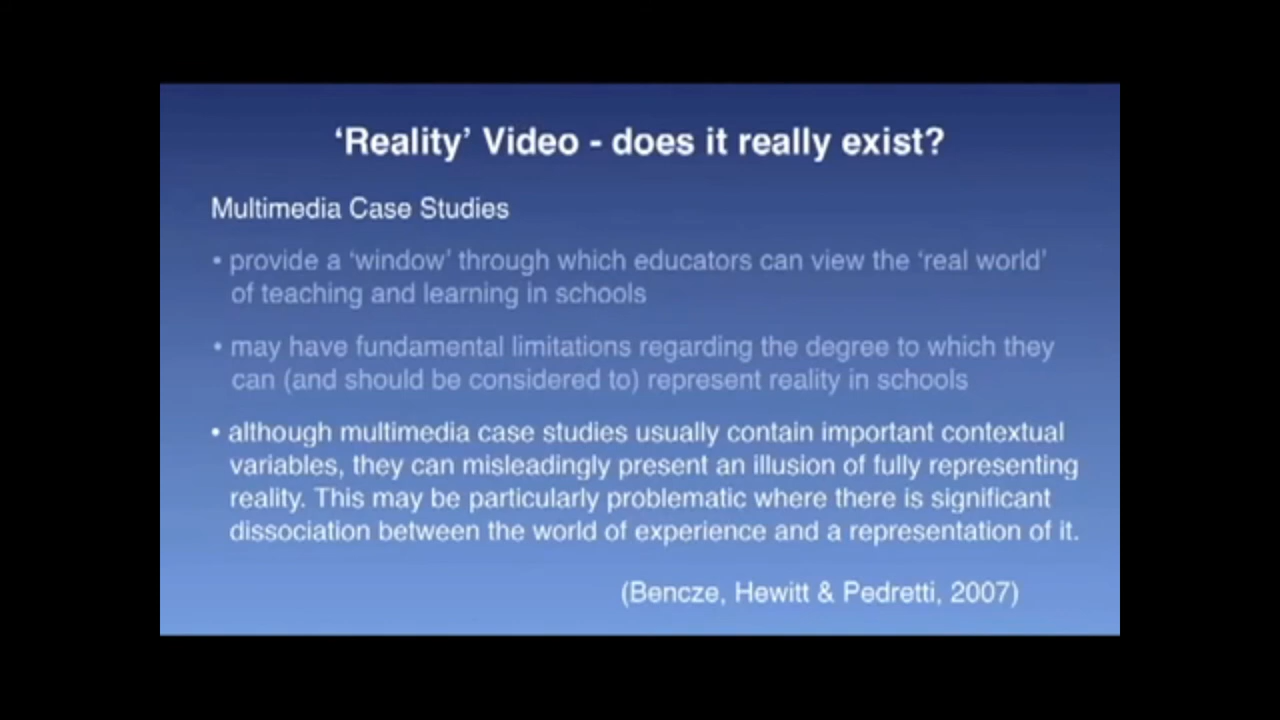 ‘Reality’ Video - does it really exist?
Multimedia Case Studies
• provide a ‘window’ through which educators can view the ‘real world’
of teaching and learning in schools
• may have fundamental limitations regarding the degree to which they
can (and should be considered to) represent reality in schools
• although multimedia case studies usually contain important contextual
variables, they can misleadingly present an illusion of fully representing
reality. This may be particularly problematic where there is significant
dissociation between the world of experience and a representation of it.
(Bencze, Hewitt & Pedretti, 2007)